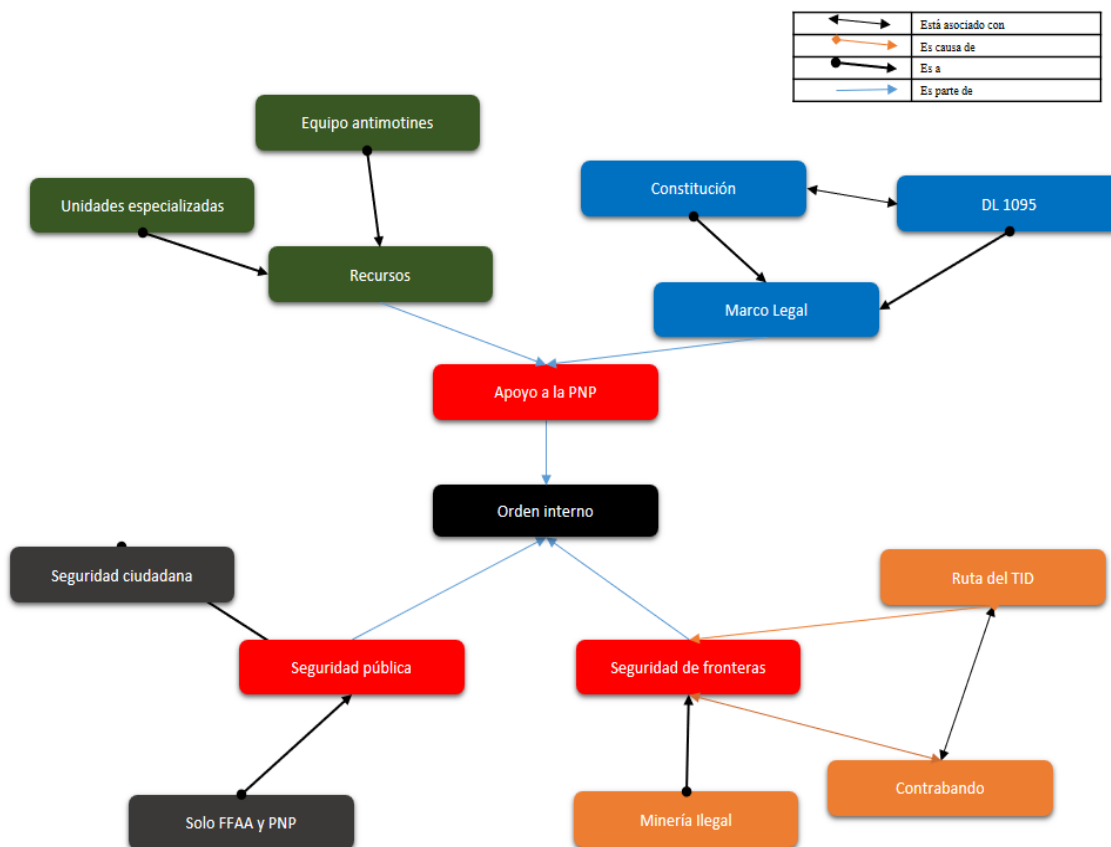 Está asociado con
Es causa de
Es a
Es parte de
Equipo antimotines
Unidades especializadas
Constitución
DL 1095
Recursos
Marco Legal
Apoyo a la PNP
Orden interno
Seguridad ciudadana
Ruta del TID
Seguridad pública
Seguridad de fronteras
Contrabando
Solo FFAA y PNP
Minería Ilegal